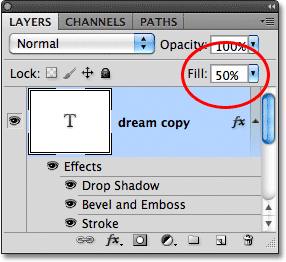 LAYERS CHANNELS PATHS
Normal Opacity: 100%
Lock: Fill: 50%
T dream copy fx
Effects
Drop Shadow
Bevel and Emboss
Stroke
fx.